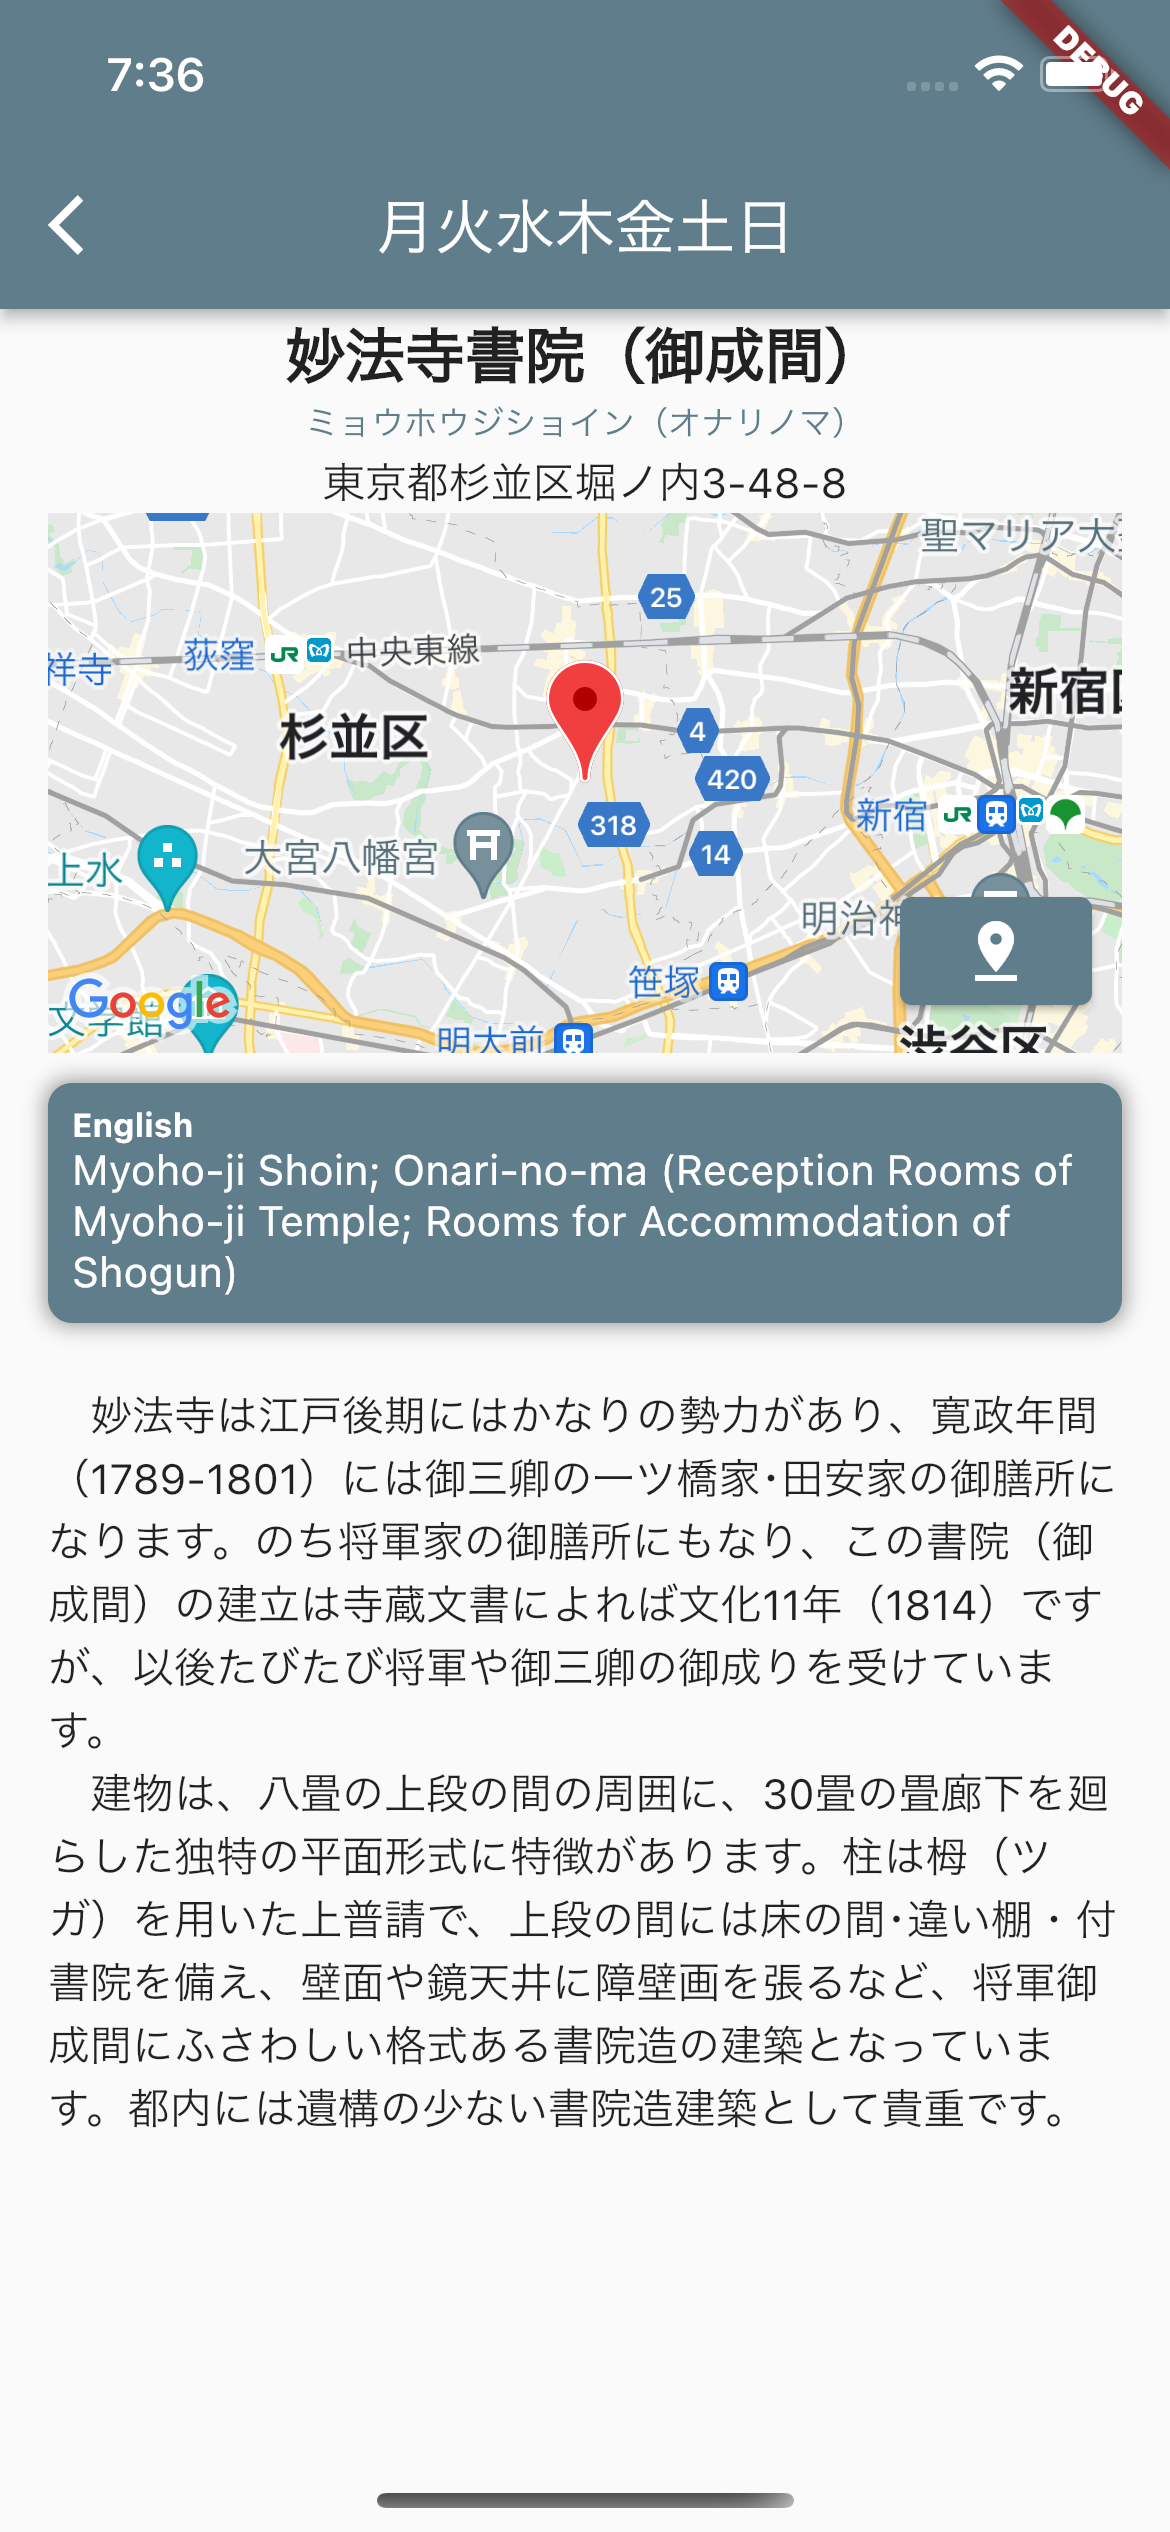 7:36
DEBUG
月火水木金土日
妙法寺書院（御成間）
ミョウホウジショイン（オナリノマ）
東京都杉並区堀ノ内3-48-8
聖マリア大
25
祥寺
荻窪
JR
中央東線
新宿区
杉並区
4
420
318
新宿
JR
14
大宮八幡宮
上水
明治神
笹塚
Google
文学館
明大前
渋谷区
English
Myoho-ji Shoin; Onari-no-ma (Reception Rooms of
Myoho-ji Temple; Rooms for Accommodation of
Shogun)
妙法寺は江戸後期にはかなりの勢力があり、寛政年間
（1789-1801）には御三卿の一ツ橋家･田安家の御膳所に
なります。のち将軍家の御膳所にもなり、この書院（御
成間）の建立は寺蔵文書によれば文化11年（1814）です
が、以後たびたび将軍や御三卿の御成りを受けていま
す。
建物は、八畳の上段の間の周囲に、30畳の畳廊下を廻
らした独特の平面形式に特徴があります。柱は栂（ツ
ガ）を用いた上普請で、上段の間には床の間･違い棚・付
書院を備え、壁面や鏡天井に障壁画を張るなど、将軍御
成間にふさわしい格式ある書院造の建築となっていま
す。都内には遺構の少ない書院造建築として貴重です。